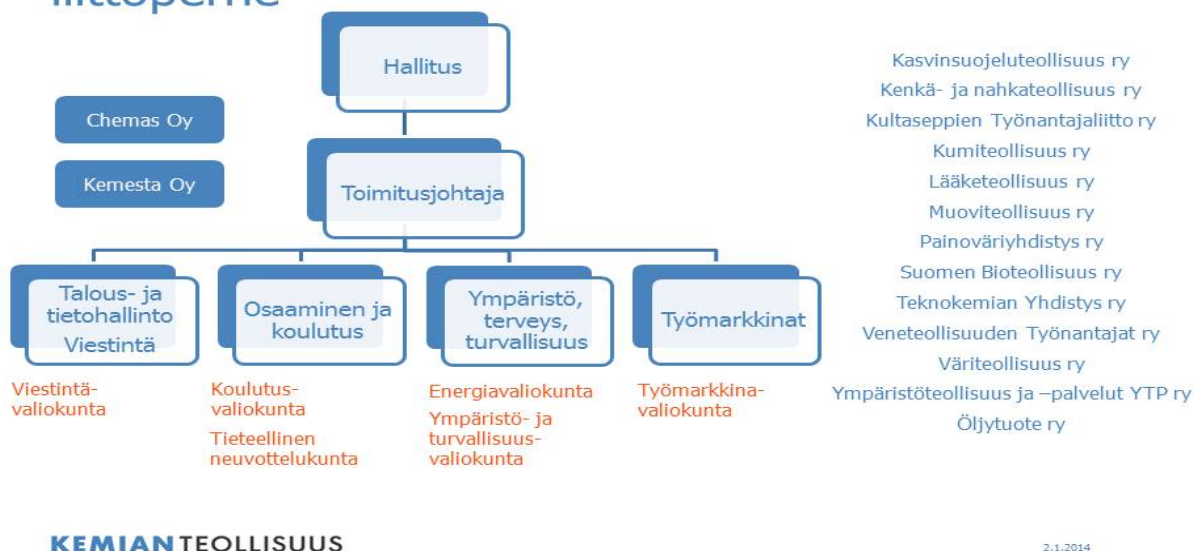 liittoperhe
Hallitus
Chemas Oy
Kemesta Oy
Toimitusjohtaja
Talous- ja
tietohallinto
Viestintä
Osaaminen ja
koulutus
Ympäristö,
terveys,
turvallisuus
Työmarkkinat
Viestintä-
valiokunta
Koulutus-
valiokunta
Tieteellinen
neuvottelukunta
Energiavaliokunta
Ympäristö- ja
turvallisuus-
valiokunta
Työmarkkina-
valiokunta
Kasvinsuojeluteollisuus ry
Kenkä- ja nahkateollisuus ry
Kultaseppien Työnantajaliitto ry
Kumiteollisuus ry
Lääketeollisuus ry
Muoviteollisuus ry
Painoväriyhdistys ry
Suomen Bioteollisuus ry
Teknokemian Yhdistys ry
Veneteollisuuden Työnantajat ry
Väriteollisuus ry
Ympäristöteollisuus ja –palvelut YTP ry
Öljytuote ry
KEMIANTEOLLISUUS
2.1.2014